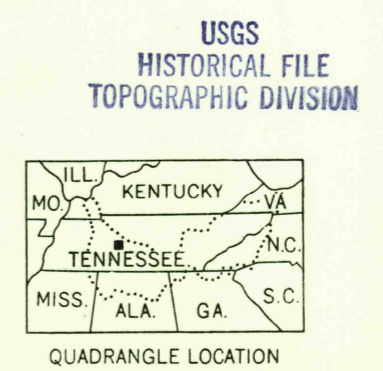 USGS
HISTORICAL FILE
TOPOGRAPHIC DIVISION
ILL.
MO.
KENTUCKY
VA
TENNESSEE
N.C.
MISS.
ALA.
GA.
S.C.
QUADRANGLE LOCATION